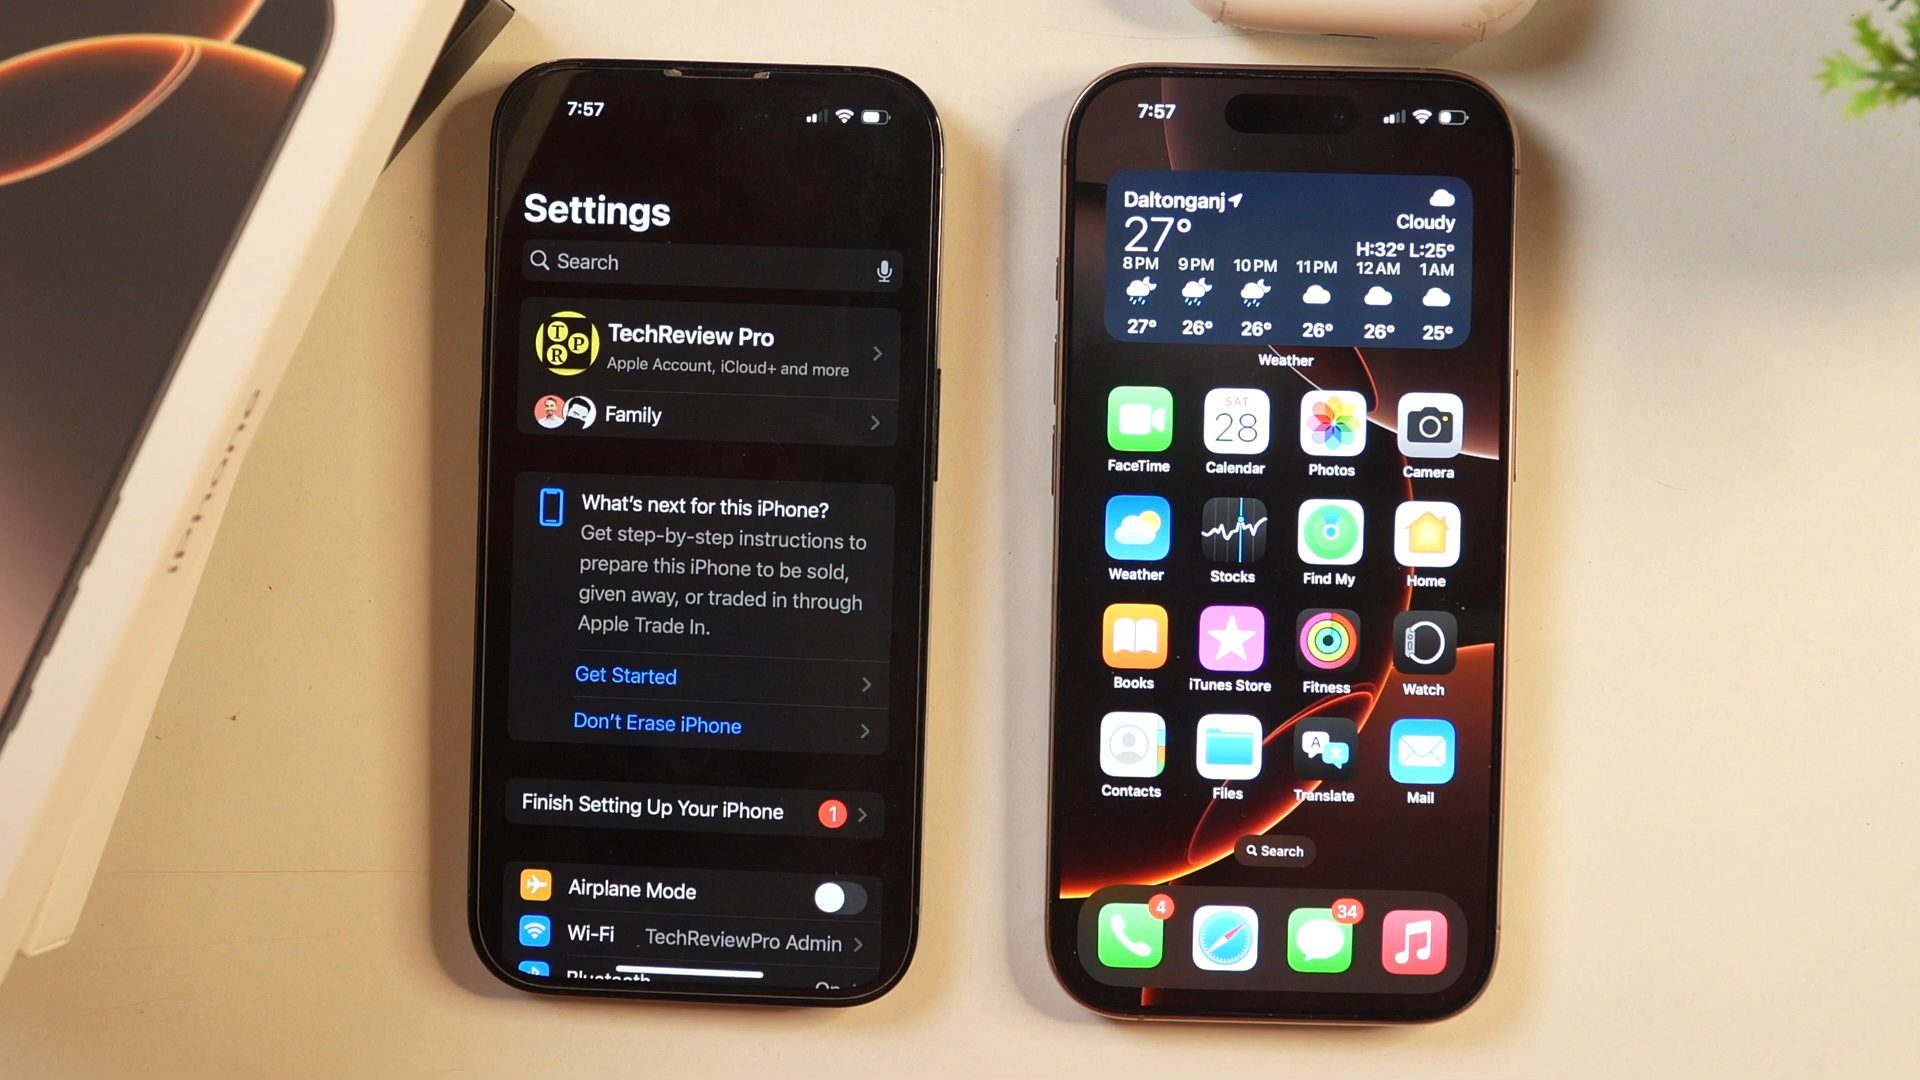 iPhone
7:57
Settings
Search
T
P
R
TechReview Pro
Apple Account, iCloud+ and more
Family
What's next for this iPhone?
Get step-by-step instructions to
prepare this iPhone to be sold,
given away, or traded in through
Apple Trade In.
Get Started
Don't Erase iPhone
Finish Setting Up Your iPhone 1
Airplane Mode
Wi-Fi TechReviewPro Admin
Bluetooth On
7:57
Daltonganj
27°
Cloudy
H:32° L:25°
8PM 9PM 10PM 11PM 12AM 1AM
27° 26° 26° 26° 26° 25°
Weather
SAT
28
FaceTime Calendar Photos Camera
Weather Stocks Find My Home
Books iTunes Store Fitness Watch
A
Contacts Files Translate Mail
Search
4 34